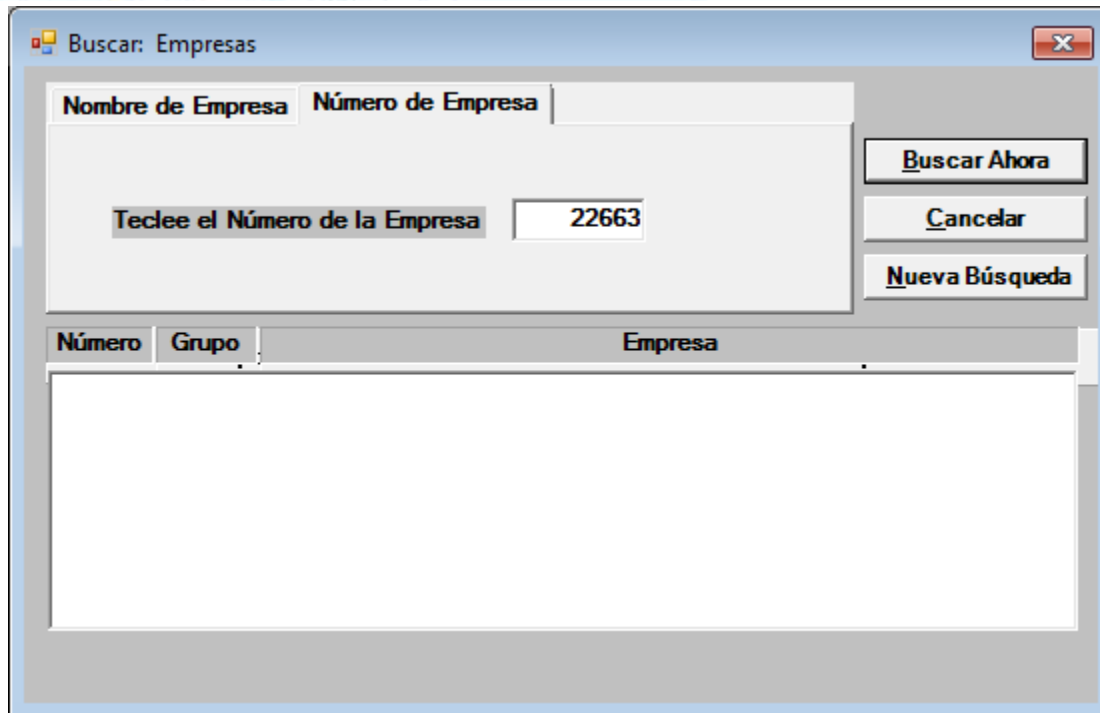 Buscar: Empresas
Nombre de Empresa Número de Empresa
Buscar Ahora
Teclee el Número de la Empresa 22663
Cancelar
Nueva Búsqueda
Número Grupo Empresa